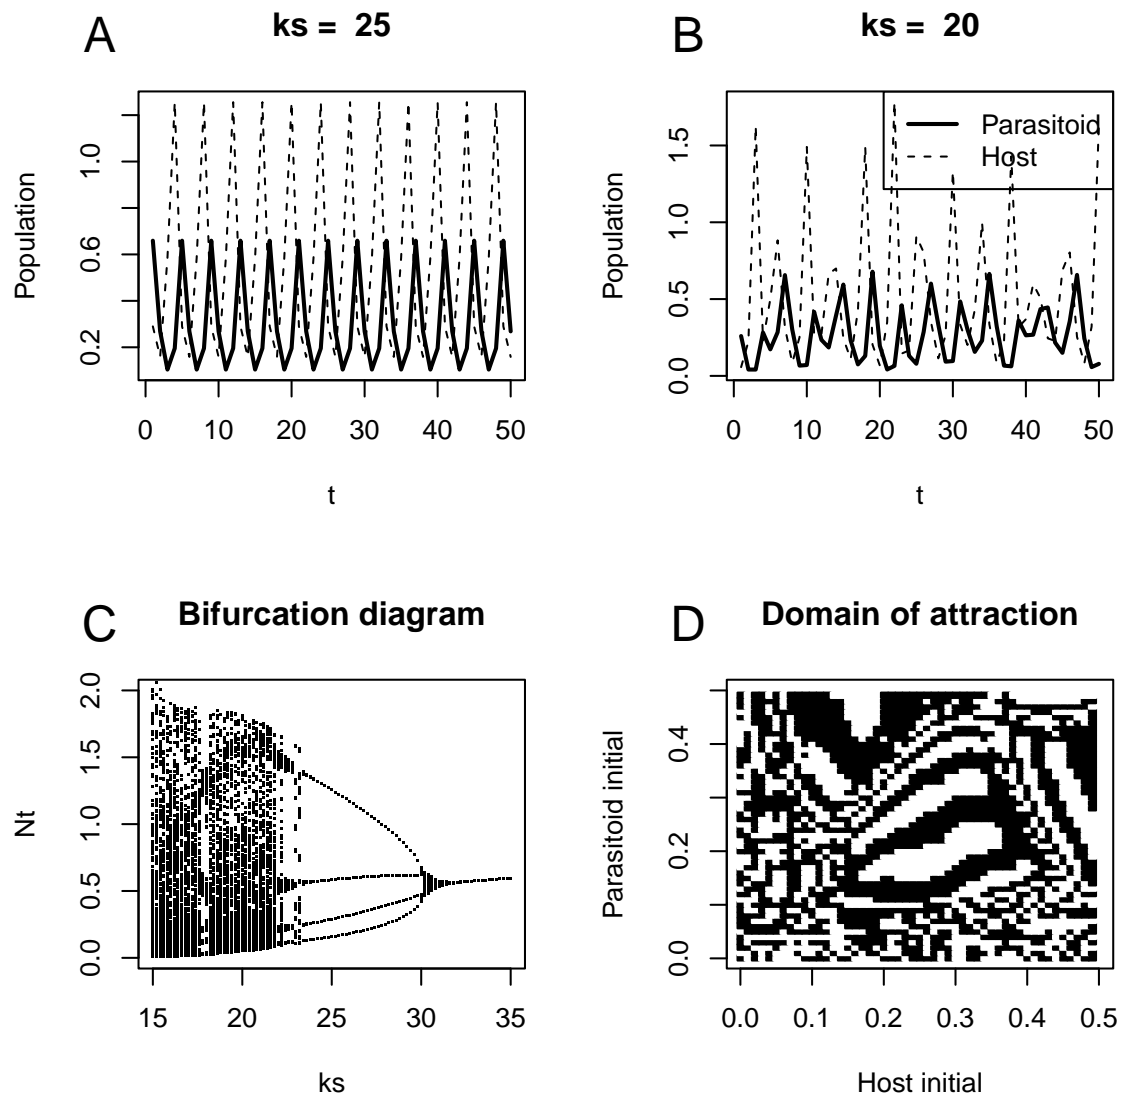 A
ks = 25
Population
0.2
0.6
1.0
0 10 20 30 40 50
t
B
ks = 20
Population
0.0
0.5
1.0
1.5
Parasitoid
Host
0 10 20 30 40 50
t
C
Bifurcation diagram
Nt
0.0
0.5
1.0
1.5
2.0
15 20 25 30 35
ks
D
Domain of attraction
Parasitoid initial
0.0
0.2
0.4
0.0 0.1 0.2 0.3 0.4 0.5
Host initial